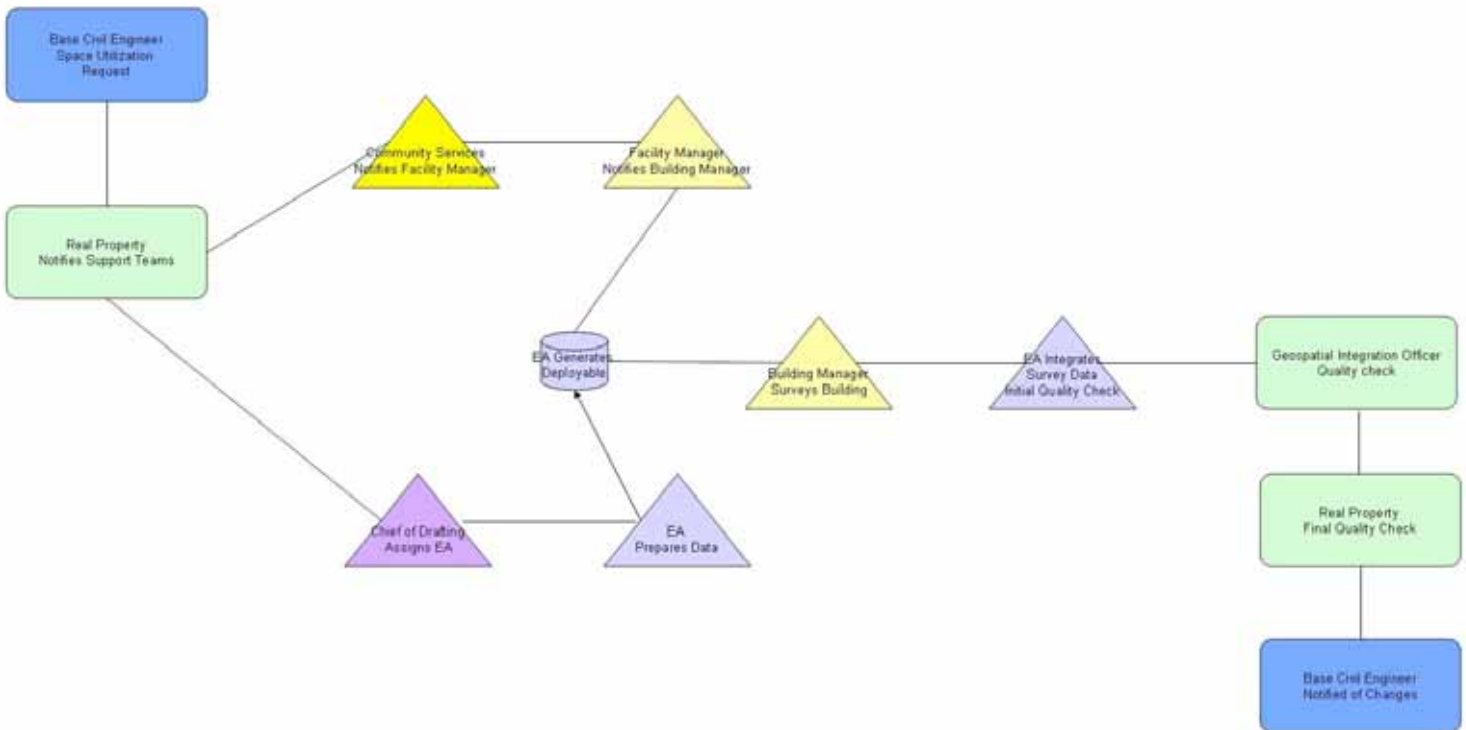 Base Civil Engineer
Space Utilization
Request
Community Services
Notifies Facility Manager
Facility Manager
Notifies Building Manager
Real Property
Notifies Support Teams
EA Generates
Deployable
Building Manager
Surveys Building
EA Integrates
Survey Data
Initial Quality Check
Geospatial Integration Officer
Quality check
Chief of Drafting
Assigns EA
EA
Prepares Data
Real Property
Final Quality Check
Base Civil Engineer
Notified of Changes